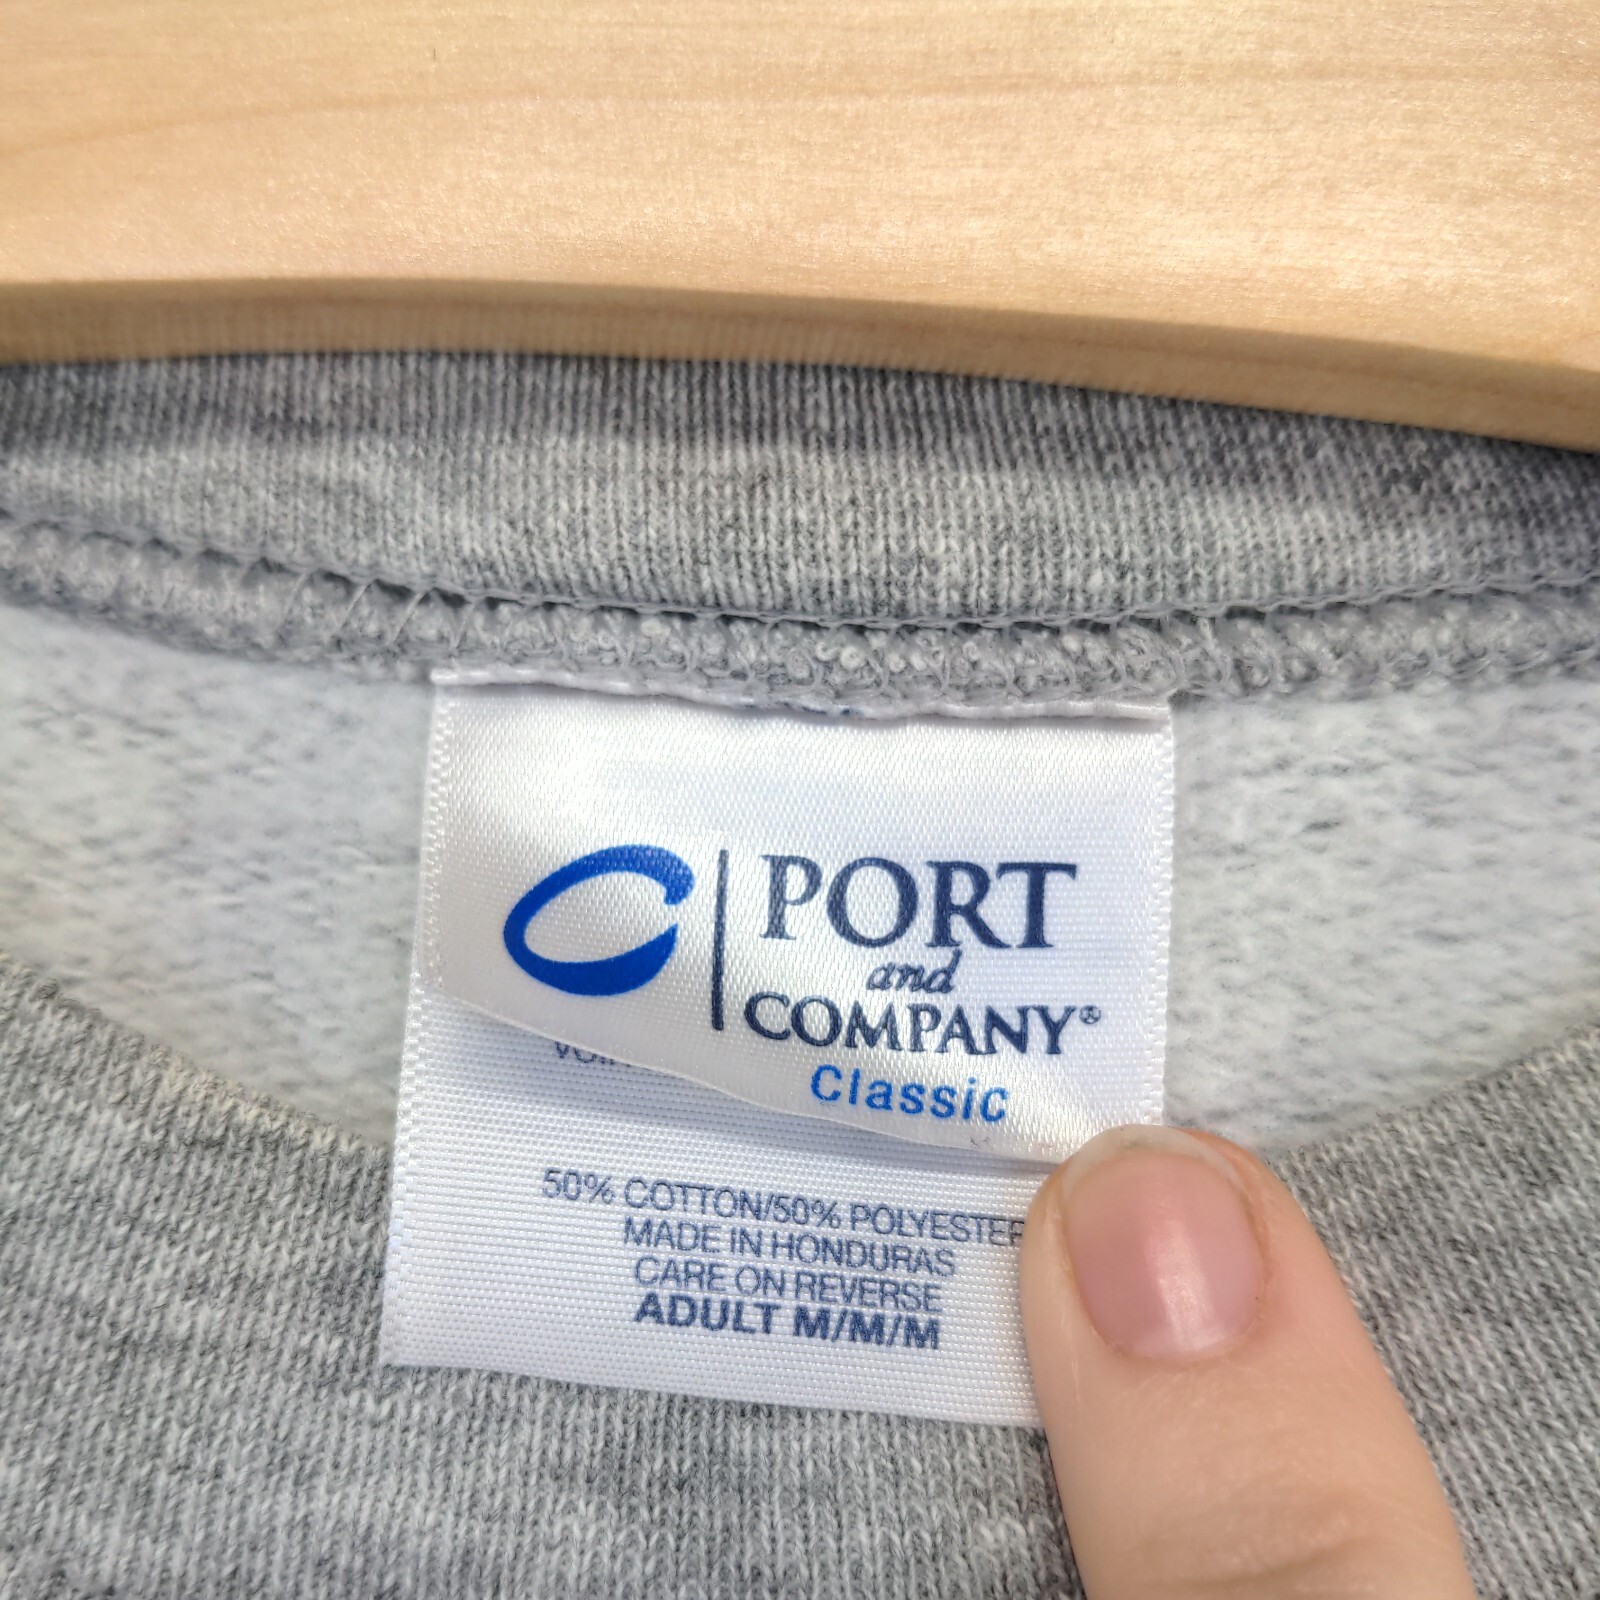 PORT
and
COMPANY®
Classic
50% COTTON/50% POLYESTER
MADE IN HONDURAS
CARE ON REVERSE
ADULT M/M/M